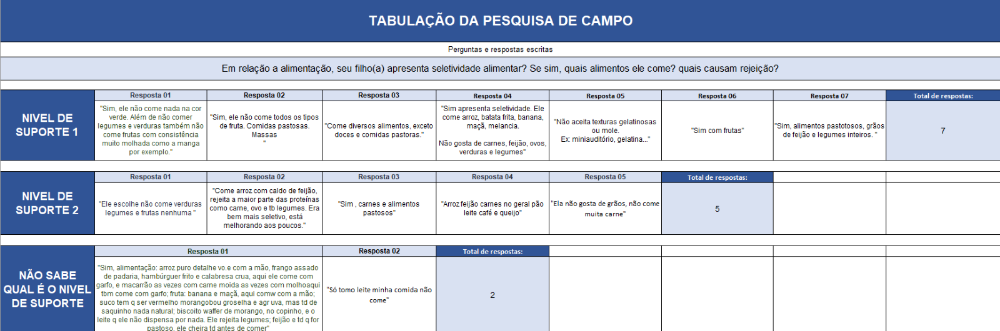 TABULAÇÃO DA PESQUISA DE CAMPO
Perguntas e respostas escritas
Em relação a alimentação, seu filho(a) apresenta seletividade alimentar? Se sim, quais alimentos ele come? quais causam rejeição?
NIVEL DE
SUPORTE 1
Resposta 01
"Sim, ele não come nada na cor
verde. Além de não comer
legumes e verduras também não
come frutas com consistência
muito molhada como a manga
por exemplo."
Resposta 02
"Sim, ele não come todos os tipos
de fruta. Comidas pastosas.
Massas
"
Resposta 03
"Come diversos alimentos, exceto
doces e comidas pastoras."
Resposta 04
"Sim apresenta seletividade. Ele
come arroz, batata frita, banana,
maçã, melancia.
Não gosta de carnes, feijão, ovos,
verduras e legumes"
Resposta 05
"Não aceita texturas gelatinosas
ou mole.
Ex: miniauditório, gelatina..."
Resposta 06
"Sim com frutas"
Resposta 07
"Sim, alimentos pastotosos, grãos
de feijão e legumes inteiros. "
Total de respostas:
7
NIVEL DE
SUPORTE 2
Resposta 01
"Ele escolhe não come verduras
legumes e frutas nenhuma "
Resposta 02
"Come arroz com caldo de feijão,
rejeita a maior parte das proteínas
como carne, ovo e tb legumes. Era
bem mais seletivo, está
melhorando aos poucos."
Resposta 03
"Sim , carnes e alimentos
pastosos"
Resposta 04
"Arroz feijão carnes no geral pão
leite café e queijo"
Resposta 05
"Ela não gosta de grãos, não come
muita carne"
Total de respostas:
5
NÃO SABE
QUAL É O NIVEL
DE SUPORTE
Resposta 01
"Sim, alimentação: arroz puro detalhe vo.e com a mão, frango assado
de padaria, hambúrguer frito e calabresa crua, aqui ele come com
garfo, e macarrão as vezes com carne moida as vezes com molhoaqui
tbm come com garfo; fruta: banana e maçã, aqui comw com a mão;
suco tem q ser vermelho morangobou groselha e agr uva, mas td de
saquinho nada natural; biscoito waffer de morango, no copinho, e o
leite q ele não dispensa por nada. Ele rejeita legumes; feijão e td q for
pastoso, ele cheira td antes de comer"
Resposta 02
"Só tomo leite minha comida não
come"
Total de respostas:
2